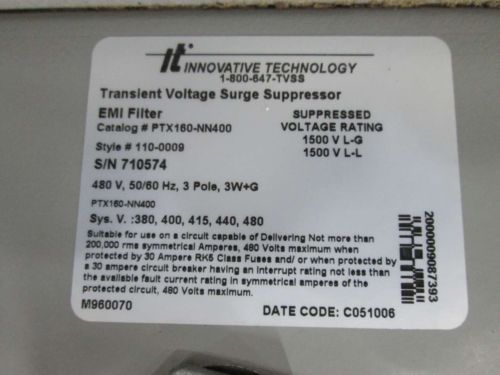 it
INNOVATIVE TECHNOLOGY
1-800-647-TVSS
Transient Voltage Surge Suppressor
EMI Filter
Catalog # PTX160-NN400
SUPPRESSED
VOLTAGE RATING
1500 V L-G
1500 V L-L
Style # 110-0009
S/N 710574
480 V, 50/60 Hz, 3 Pole, 3W+G
PTX160-NN400
Sys. V. :380, 400, 415, 440, 480
Suitable for use on a circuit capable of Delivering Not more than
200,000 rms symmetrical Amperes, 480 Volts maximum when
protected by 30 Ampere RK5 Class Fuses and/ or when protected by
a 30 ampere circuit breaker having an interrupt rating not less than
the available fault current rating in symmetrical amperes of the
protected circuit, 480 Volts maximum.
M960070
DATE CODE: C051006
20000009087393